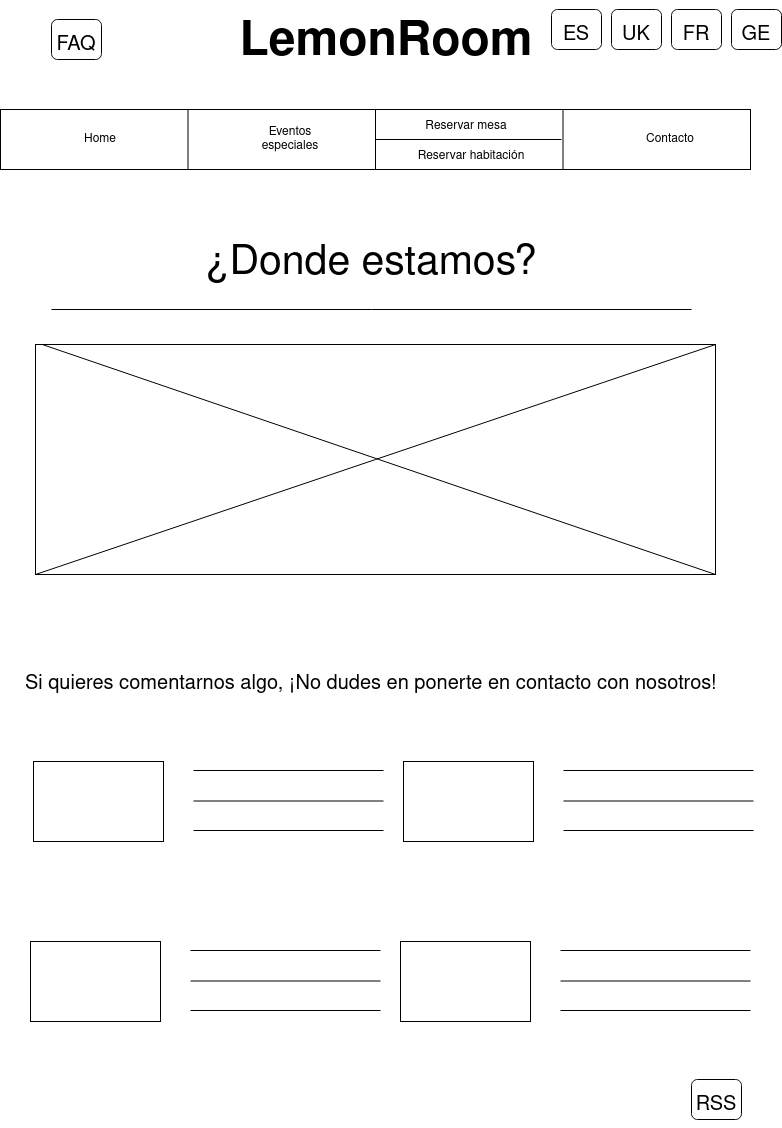 FAQ
LemonRoom
ES
UK
FR
GE
Home
Eventos
especiales
Reservar mesa
Reservar habitación
Contacto
¿Donde estamos?
Si quieres comentarnos algo, ¡No dudes en ponerte en contacto con nosotros!
RSS